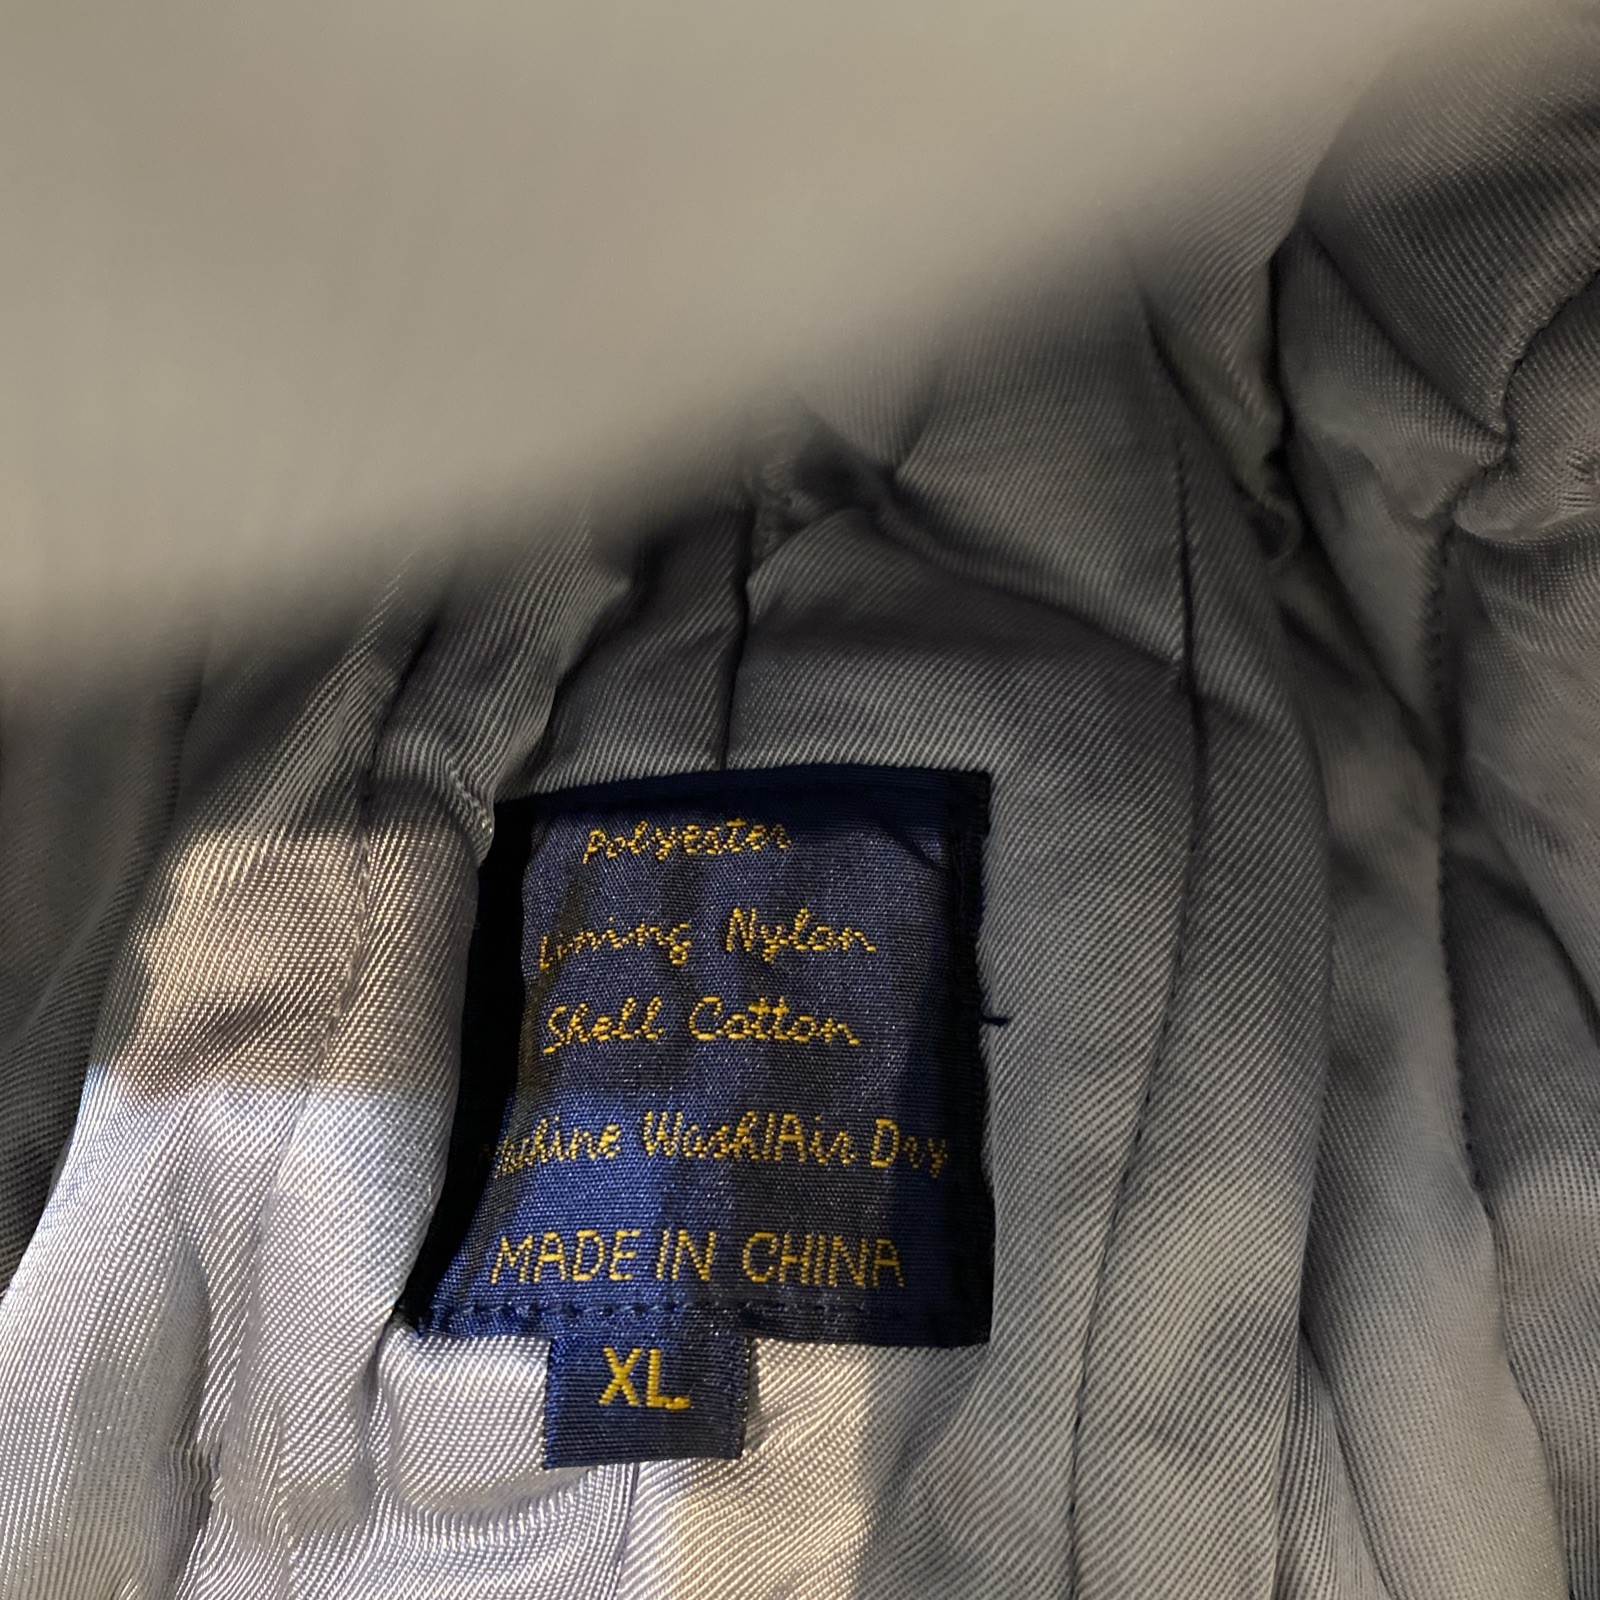 Polyester
Lining Nylon
Shell Cotton
Machine Wash/Air Dry
MADE IN CHINA
XL